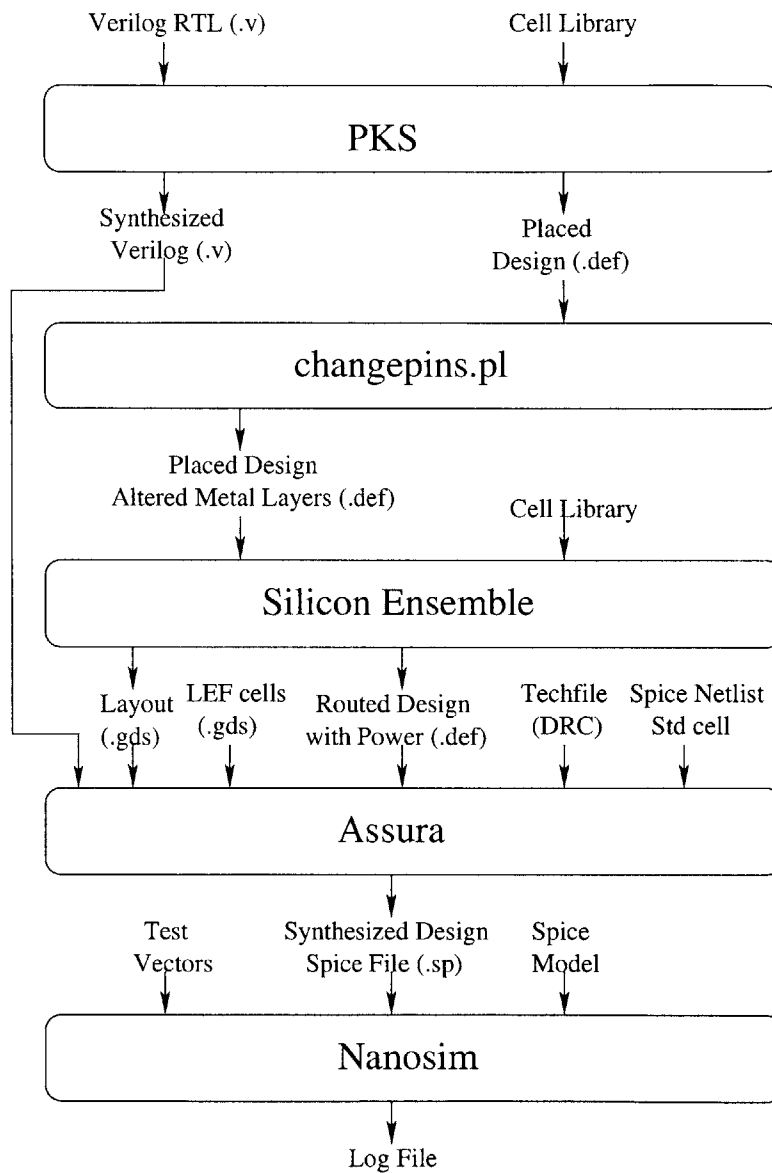 Verilog RTL (.v)
Cell Library
PKS
Synthesized
Verilog (.v)
Placed
Design (.def)
changepins.pl
Placed Design
Altered Metal Layers (.def)
Cell Library
Silicon Ensemble
Layout
(.gds)
LEF cells
(.gds)
Routed Design
with Power (.def)
Techfile
(DRC)
Spice Netlist
Std cell
Assura
Test
Vectors
Synthesized Design
Spice File (.sp)
Spice
Model
Nanosim
Log File